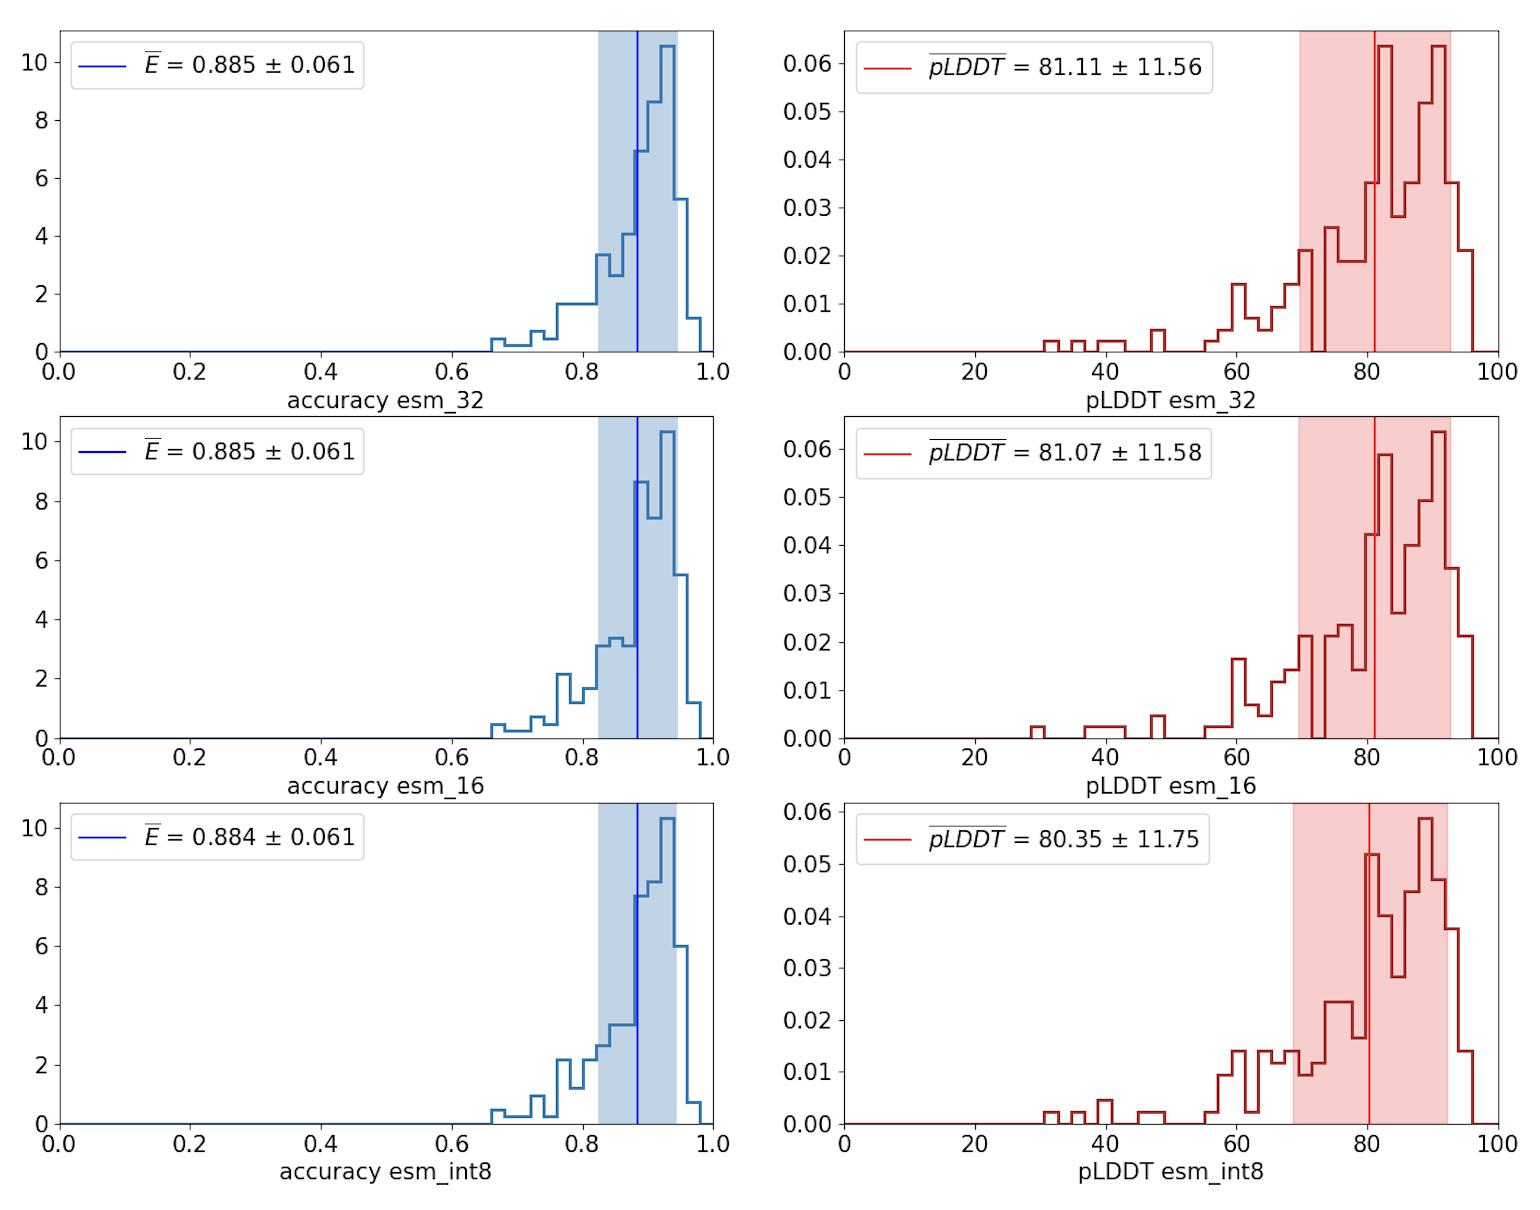 E = 0.885 ± 0.061
10
8
6
4
2
0
0.0 0.2 0.4 0.6 0.8 1.0
accuracy esm_32
pLDDT = 81.11 ± 11.56
0.06
0.05
0.04
0.03
0.02
0.01
0.00
0 20 40 60 80 100
pLDDT esm_32
E = 0.885 ± 0.061
10
8
6
4
2
0
0.0 0.2 0.4 0.6 0.8 1.0
accuracy esm_16
pLDDT = 81.07 ± 11.58
0.06
0.05
0.04
0.03
0.02
0.01
0.00
0 20 40 60 80 100
pLDDT esm_16
E = 0.884 ± 0.061
10
8
6
4
2
0
0.0 0.2 0.4 0.6 0.8 1.0
accuracy esm_int8
pLDDT = 80.35 ± 11.75
0.06
0.05
0.04
0.03
0.02
0.01
0.00
0 20 40 60 80 100
pLDDT esm_int8